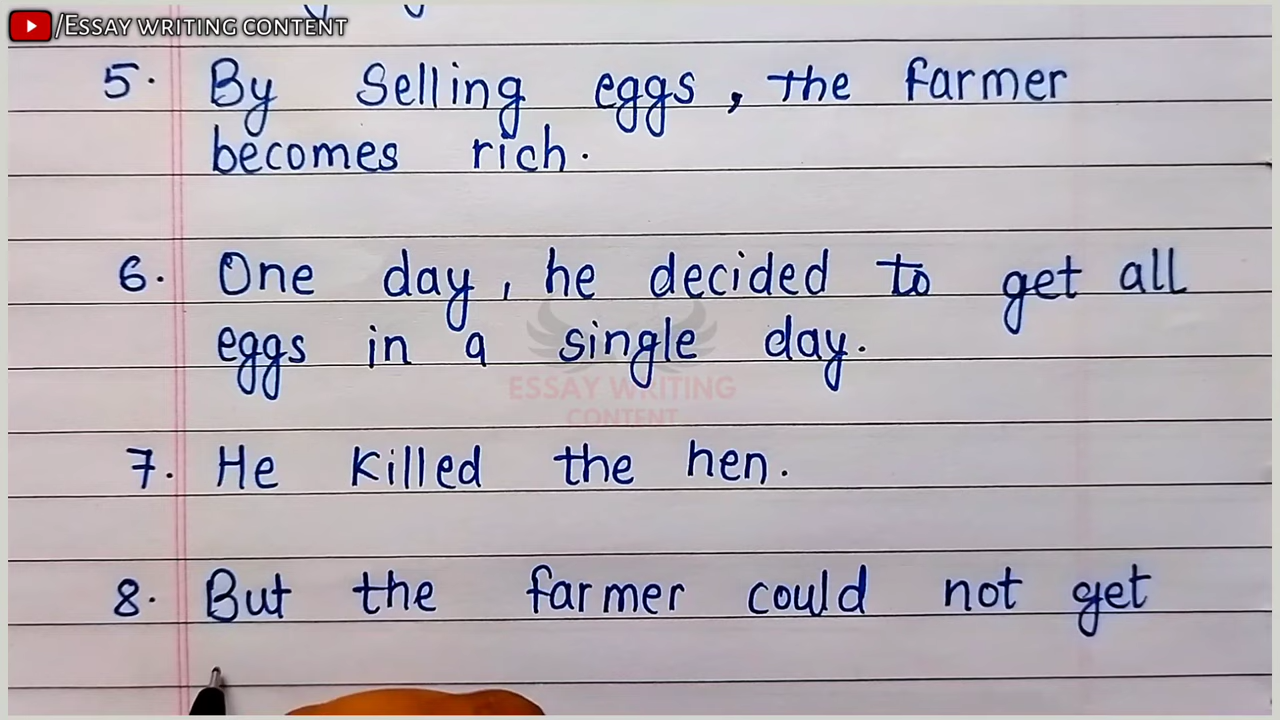 /ESSAY WRITING CONTENT
5. By Selling eggs, the farmer
becomes rich.
6. One day, he decided to get all
eggs in a single day.
ESSAY WRITING
CONTENT
7. He killed the hen.
8. But the farmer could not get